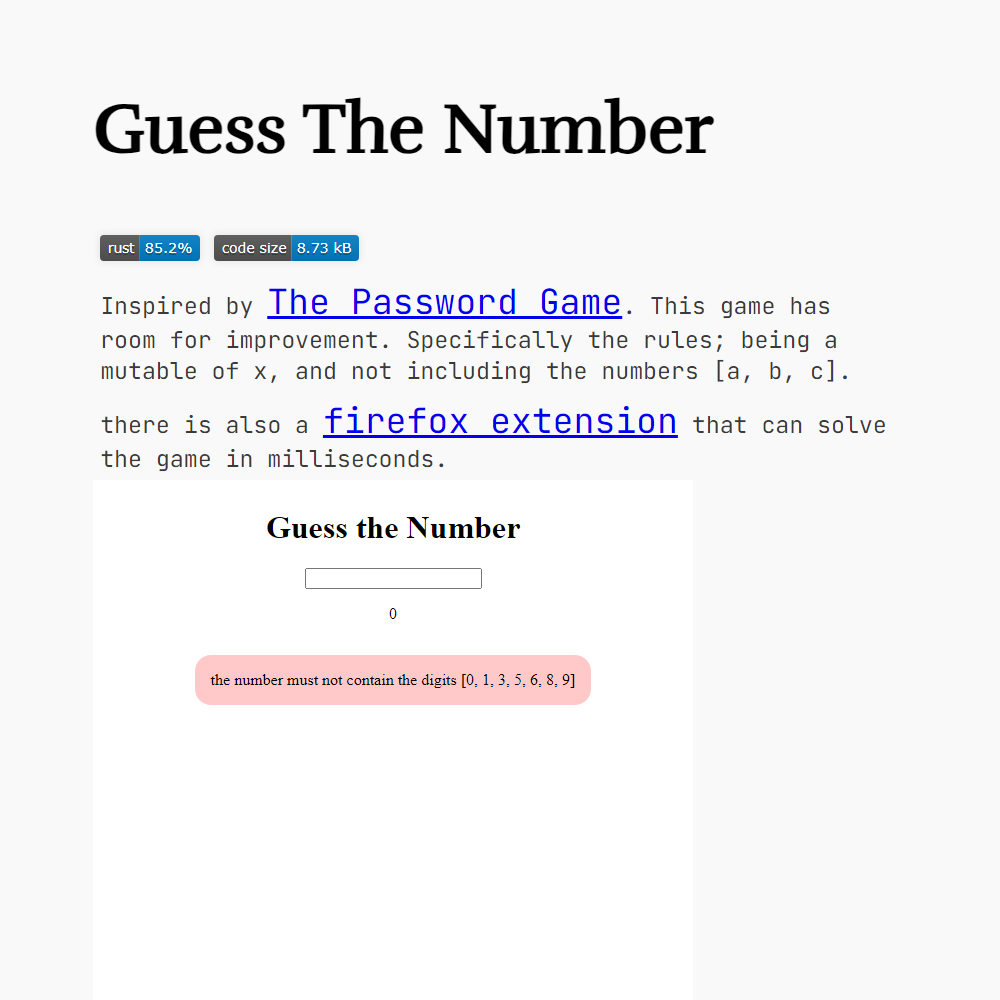 Guess The Number
rust 85.2% code size 8.73 kB
Inspired by The Password Game. This game has
room for improvement. Specifically the rules; being a
mutable of x, and not including the numbers [a, b, c].
there is also a firefox extension that can solve
the game in milliseconds.
Guess the Number
0
the number must not contain the digits [0, 1, 3, 5, 6, 8, 9]